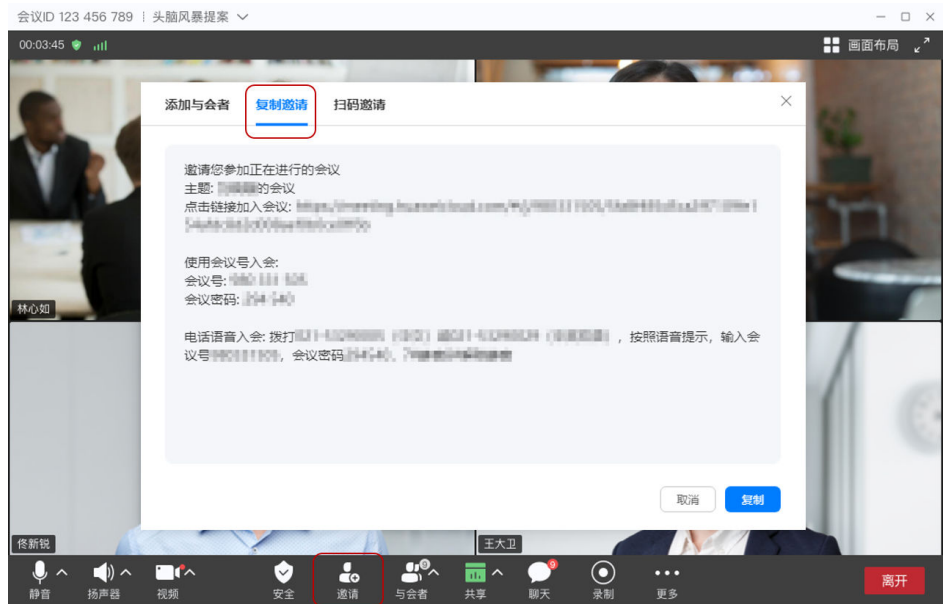 会议ID 123 456 789 | 头脑风暴提案
00:03:45
画面布局
添加与会者 复制邀请 扫码邀请
邀请您参加正在进行的会议
主题: 的会议
点击链接加入会议:
使用会议号入会:
会议号:
会议密码:
电话语音入会: 拨打 ，按照语音提示，输入会
议号 ，会议密码
取消 复制
林心如
佟新锐
王大卫
9 9
静音 扬声器 视频 安全 邀请 与会者 共享 聊天 录制 更多 离开